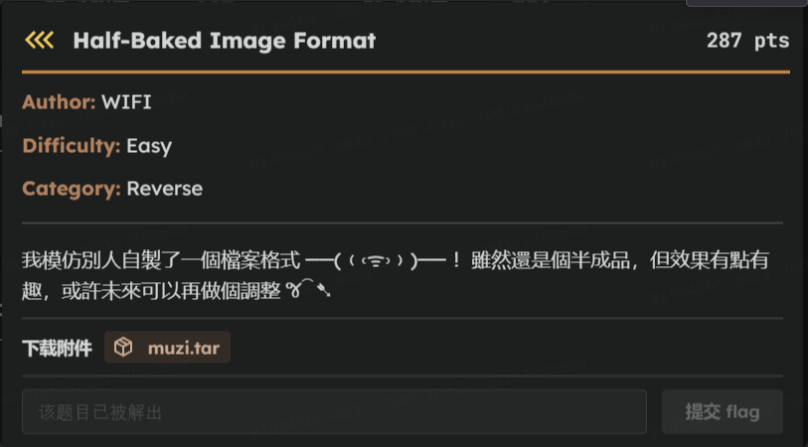 Half-Baked Image Format
287 pts
Author: WIFI
Difficulty: Easy
Category: Reverse
我模仿別人自製了一個檔案格式 ──( ( ‹ᯤ› ) )── ！雖然還是個半成品，但效果有點有
趣，或許未來可以再做個調整
下载附件 muzi.tar
该题目已被解出
提交 flag